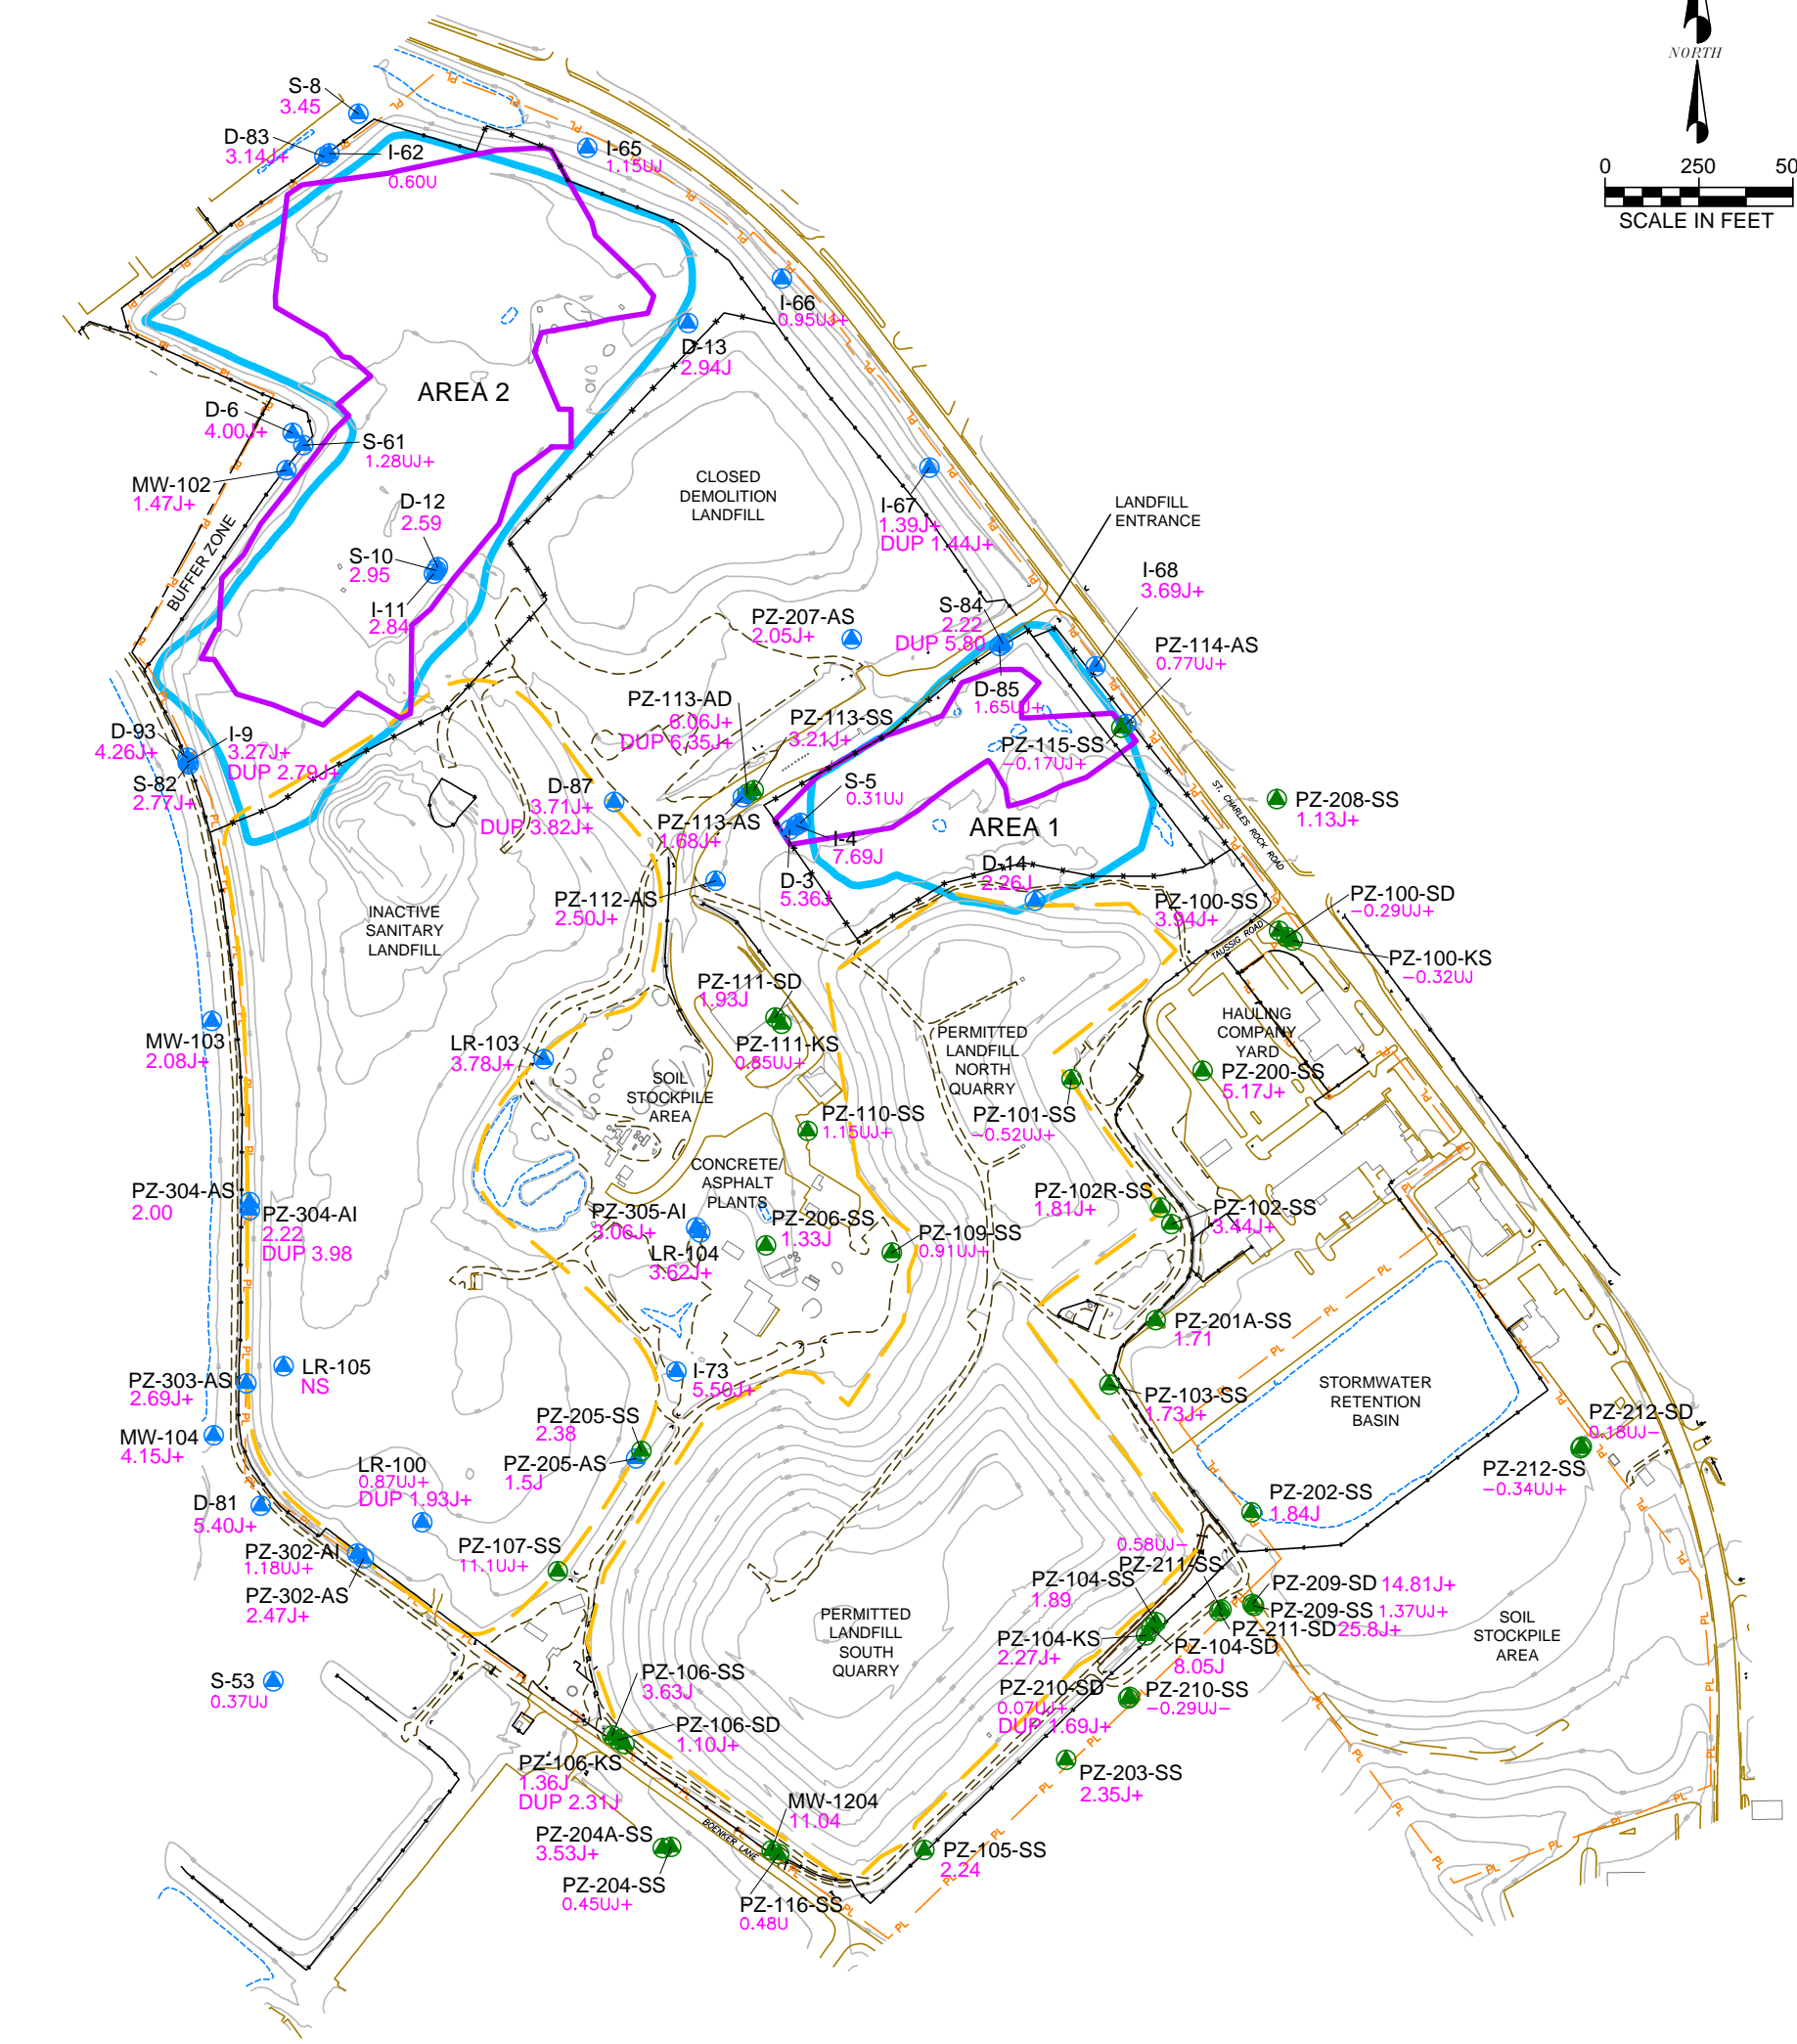 NORTH
0 250 50
SCALE IN FEET
S-8
3.45
D-83
3.14J+
I-62
0.60U
I-65
1.15UJ
I-66
0.95UJ+
D-13
2.94J
AREA 2
D-6
4.00J+
S-61
1.28UJ+
MW-102
1.47J+
BUFFER ZONE
D-12
2.59
S-10
2.95
I-11
2.84
CLOSED
DEMOLITION
LANDFILL
I-67
1.39J+
DUP 1.44J+
LANDFILL
ENTRANCE
I-68
3.69J+
S-84
2.22
DUP 5.80
PZ-207-AS
2.05J+
PZ-114-AS
0.77UJ+
D-85
1.65UJ+
PZ-113-AD
6.06J+
DUP 6.35J+
PZ-113-SS
3.21J+
PZ-115-SS
-0.17UJ+
D-93
4.26J+
I-9
3.27J+
DUP 2.79J+
S-82
2.77J+
D-87
3.71J+
DUP 3.82J+
S-5
0.31UJ
PZ-113-AS
1.68J+
AREA 1
I-4
7.69J
D-3
5.36J
D-14
2.26J
ST. CHARLES ROCK ROAD
PZ-208-SS
1.13J+
PZ-112-AS
2.50J+
PZ-100-SS
3.94J+
PZ-100-SD
-0.29UJ+
PZ-100-KS
-0.32UJ
TAUSSIG ROAD
INACTIVE
SANITARY
LANDFILL
PZ-111-SD
1.93J
PZ-111-KS
0.85UJ+
MW-103
2.08J+
LR-103
3.78J+
SOIL
STOCKPILE
AREA
PERMITTED
LANDFILL
NORTH
QUARRY
HAULING
COMPANY
YARD
PZ-200-SS
5.17J+
PZ-101-SS
-0.52UJ+
PZ-110-SS
1.15UJ+
CONCRETE/
ASPHALT
PLANTS
PZ-304-AS
2.00
PZ-304-AI
2.22
DUP 3.98
PZ-305-AI
3.06J+
LR-104
3.62J+
PZ-206-SS
1.33J
PZ-109-SS
0.91UJ+
PZ-102R-SS
1.81J+
PZ-102-SS
3.44J+
PZ-201A-SS
1.71
LR-105
NS
PZ-303-AS
2.69J+
MW-104
4.15J+
I-73
5.50J+
PZ-103-SS
1.73J+
STORMWATER
RETENTION
BASIN
PZ-212-SD
0.18UJ-
PZ-212-SS
-0.34UJ+
PZ-205-SS
2.38
PZ-205-AS
1.5J
LR-100
0.87UJ+
DUP 1.93J+
D-81
5.40J+
PZ-302-AI
1.18UJ+
PZ-302-AS
2.47J+
PZ-107-SS
11.1UJ+
PZ-202-SS
1.84J
0.58UJ-
PZ-211-SS
PZ-104-SS
1.89
PZ-209-SD 14.81J+
PZ-209-SS 1.37UJ+
PZ-211-SD 25.8J+
PZ-104-KS
2.27J+
PZ-104-SD
8.05J
SOIL
STOCKPILE
AREA
PERMITTED
LANDFILL
SOUTH
QUARRY
PZ-210-SD
0.07UJ+
DUP 1.69J+
PZ-210-SS
-0.29UJ-
S-53
0.37UJ
PZ-106-SS
3.63J
PZ-106-SD
1.10J+
PZ-106-KS
1.36J
DUP 2.31J
PZ-203-SS
2.35J+
MW-1204
11.04
BOENKER LANE
PZ-204A-SS
3.53J+
PZ-105-SS
2.24
PZ-204-SS
0.45UJ+
PZ-116-SS
0.48U